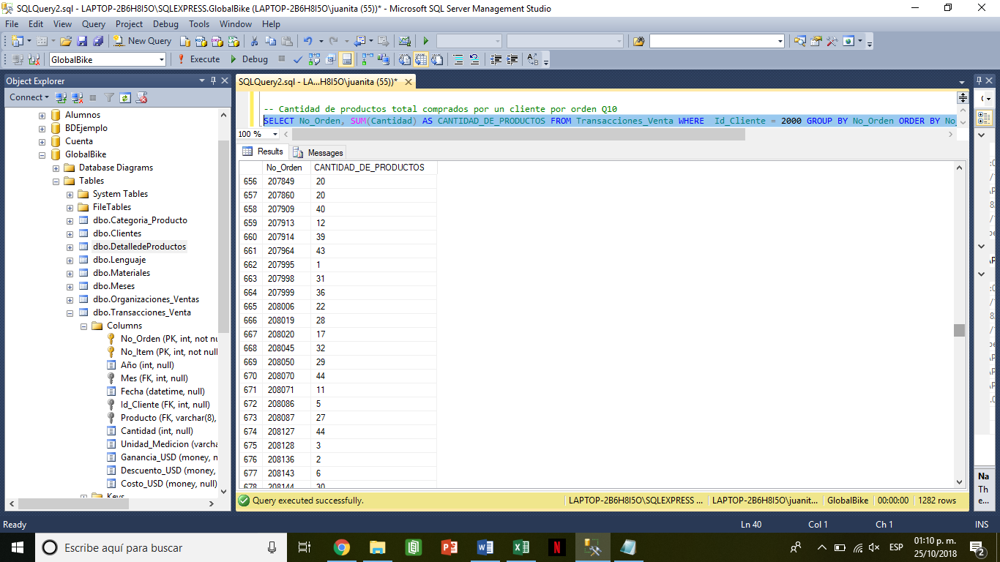 SQLQuery2.sql - LAPTOP-2B6H8I5O\SQLEXPRESS.GlobalBike (LAPTOP-2B6H8I5O\juanita (55))* - Microsoft SQL Server Management Studio
File Edit View Query Project Debug Tools Window Help
New Query
GlobalBike Execute Debug
Object Explorer
Connect
Alumnos
BDEjemplo
Cuenta
GlobalBike
Database Diagrams
Tables
System Tables
FileTables
dbo.Categoria_Producto
dbo.Clientes
dbo.DetalledeProductos
dbo.Lenguaje
dbo.Materiales
dbo.Meses
dbo.Organizaciones_Ventas
dbo.Transacciones_Venta
Columns
No_Orden (PK, int, not nu
No_Item (PK, int, not null
Año (int, null)
Mes (FK, int, null)
Fecha (datetime, null)
Id_Cliente (FK, int, null)
Producto (FK, varchar(8),
Cantidad (int, null)
Unidad_Medicion (varcha
Ganancia_USD (money, n
Descuento_USD (money,
Costo_USD (money, null)
Keys
SQLQuery2.sql - LA...H8I5O\juanita (55))*
-- Cantidad de productos total comprados por un cliente por orden Q10
SELECT No_Orden, SUM(Cantidad) AS CANTIDAD_DE_PRODUCTOS FROM Transacciones_Venta WHERE  Id_Cliente = 2000 GROUP BY No_Orden ORDER BY No_
100 %
Results Messages
No_Orden CANTIDAD_DE_PRODUCTOS
656 207849 20
657 207860 20
658 207909 40
659 207913 12
660 207914 39
661 207964 43
662 207995 1
663 207998 31
664 207999 36
665 208006 22
666 208019 28
667 208020 17
668 208045 32
669 208050 29
670 208070 44
671 208071 11
672 208086 5
673 208087 27
674 208127 44
675 208128 3
676 208136 2
677 208143 6
678 208144 30
Query executed successfully. LAPTOP-2B6H8I5O\SQLEXPRESS ... LAPTOP-2B6H8I5O\juanit... GlobalBike 00:00:00 1282 rows
Na
Th
e...
Ready Ln 40 Col 1 Ch 1 INS
Escribe aquí para buscar
ESP
01:10 p. m.
25/10/2018
2